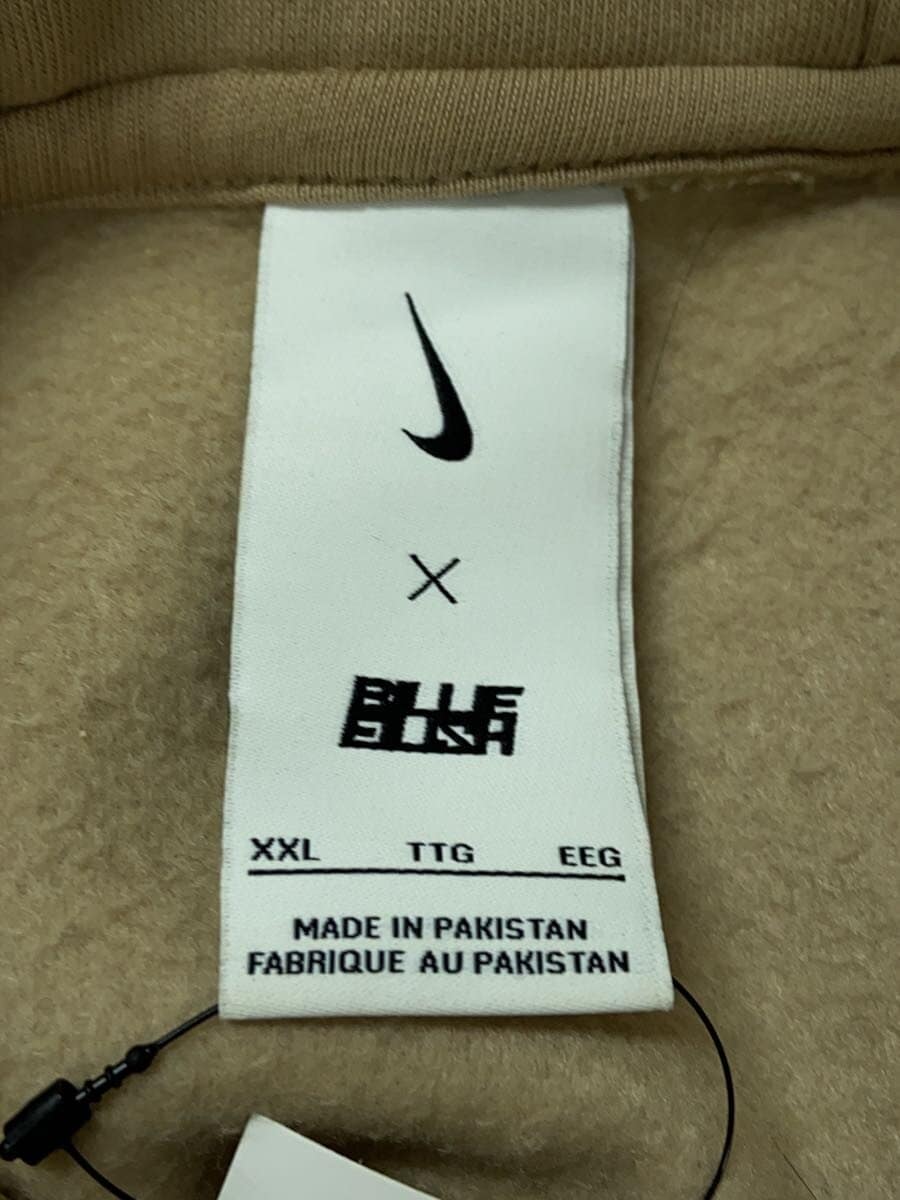 X
BILLIE
EILISH
XXL TTG EEG
MADE IN PAKISTAN
FABRIQUE AU PAKISTAN